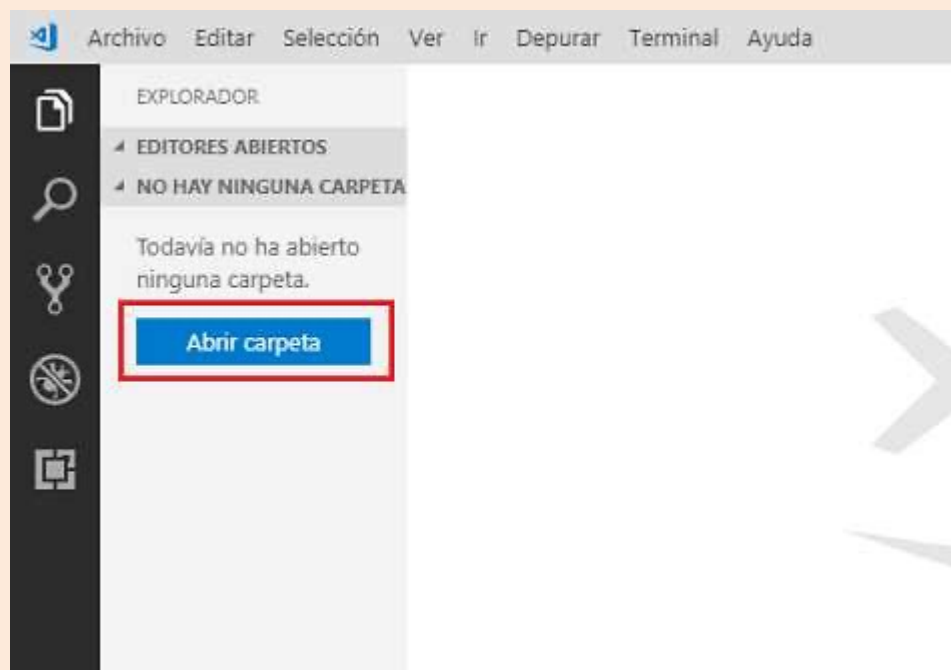 Archivo Editar Selección Ver Ir Depurar Terminal Ayuda
EXPLORADOR
EDITORES ABIERTOS
NO HAY NINGUNA CARPETA
Todavía no ha abierto
ninguna carpeta.
Abrir carpeta